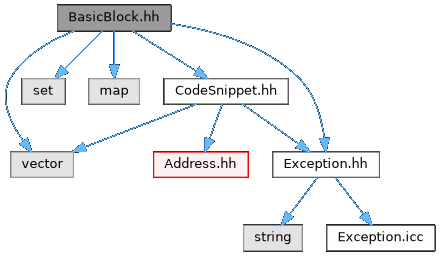 BasicBlock.hh
set
map
CodeSnippet.hh
vector
Address.hh
Exception.hh
string
Exception.icc